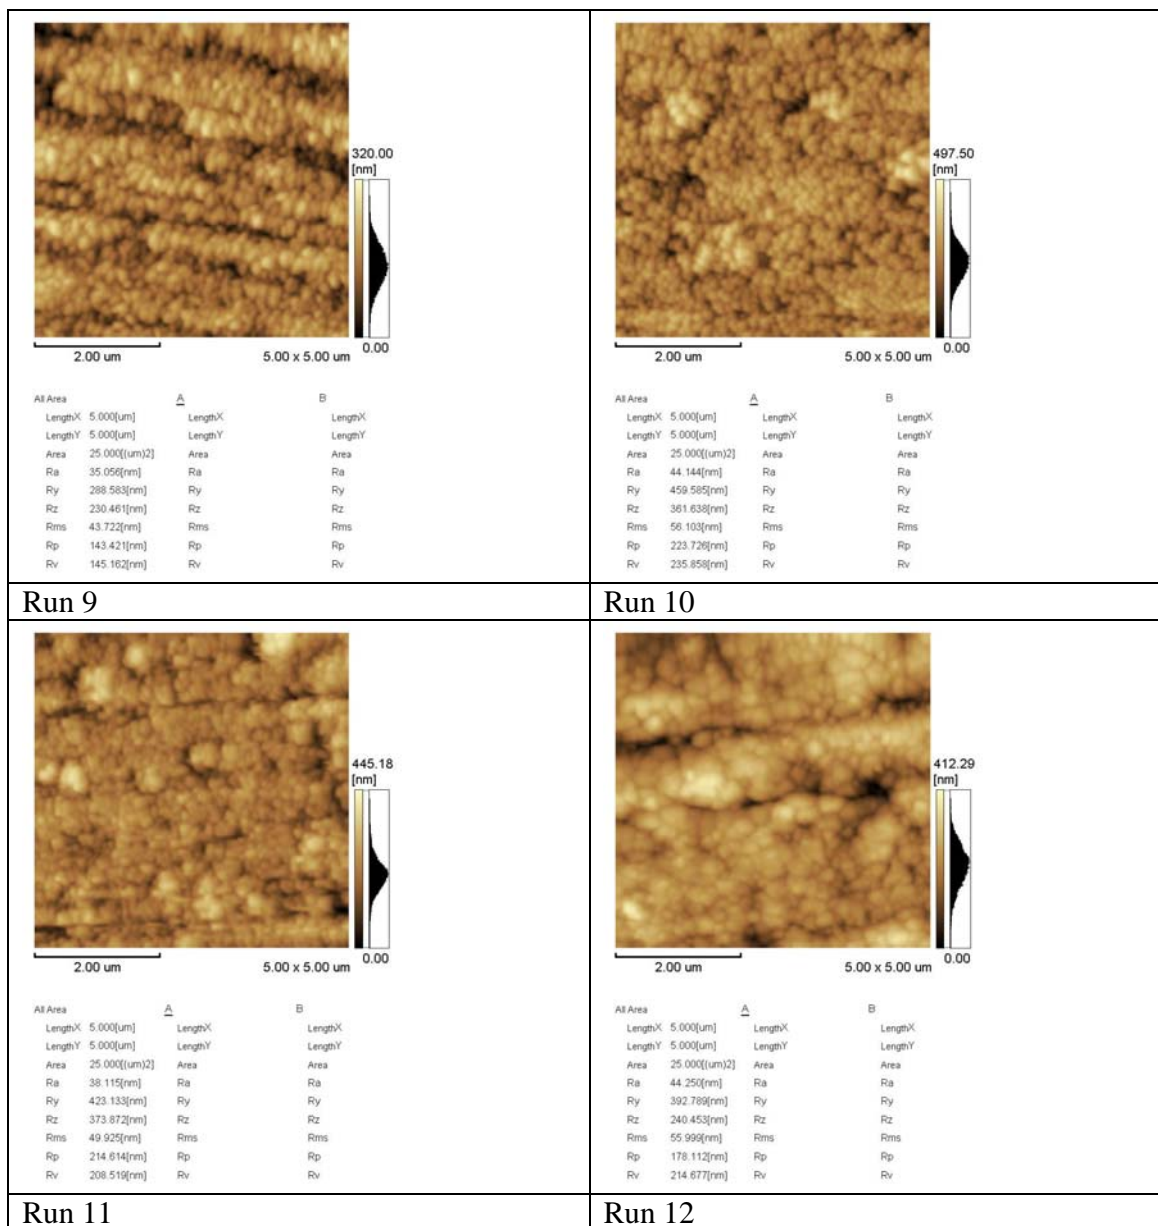 320.00
[nm]
0.00
2.00 um 5.00 x 5.00 um
All Area A B
LengthX 5.000[um] LengthX LengthX
LengthY 5.000[um] LengthY LengthY
Area 25.000[(um)2] Area Area
Ra 35.056[nm] Ra Ra
Ry 288.583[nm] Ry Ry
Rz 230.461[nm] Rz Rz
Rms 43.722[nm] Rms Rms
Rp 143.421[nm] Rp Rp
Rv 145.162[nm] Rv Rv
Run 9
497.50
[nm]
0.00
2.00 um 5.00 x 5.00 um
All Area A B
LengthX 5.000[um] LengthX LengthX
LengthY 5.000[um] LengthY LengthY
Area 25.000[(um)2] Area Area
Ra 44.144[nm] Ra Ra
Ry 459.585[nm] Ry Ry
Rz 361.638[nm] Rz Rz
Rms 56.103[nm] Rms Rms
Rp 223.726[nm] Rp Rp
Rv 235.858[nm] Rv Rv
Run 10
445.18
[nm]
0.00
2.00 um 5.00 x 5.00 um
All Area A B
LengthX 5.000[um] LengthX LengthX
LengthY 5.000[um] LengthY LengthY
Area 25.000[(um)2] Area Area
Ra 38.115[nm] Ra Ra
Ry 423.133[nm] Ry Ry
Rz 373.872[nm] Rz Rz
Rms 49.925[nm] Rms Rms
Rp 214.614[nm] Rp Rp
Rv 208.519[nm] Rv Rv
Run 11
412.29
[nm]
0.00
2.00 um 5.00 x 5.00 um
All Area A B
LengthX 5.000[um] LengthX LengthX
LengthY 5.000[um] LengthY LengthY
Area 25.000[(um)2] Area Area
Ra 44.250[nm] Ra Ra
Ry 392.789[nm] Ry Ry
Rz 240.453[nm] Rz Rz
Rms 55.999[nm] Rms Rms
Rp 178.112[nm] Rp Rp
Rv 214.677[nm] Rv Rv
Run 12